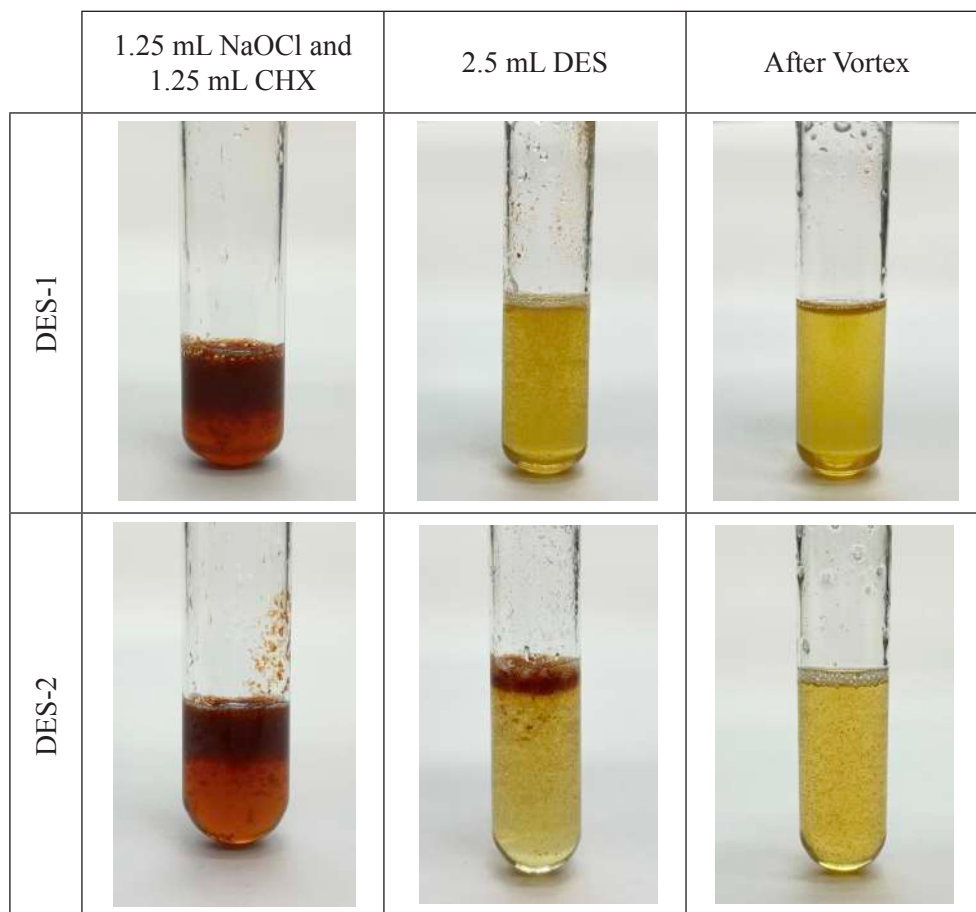 1.25 mL NaOCl and
1.25 mL CHX
2.5 mL DES
After Vortex
DES-1
DES-2